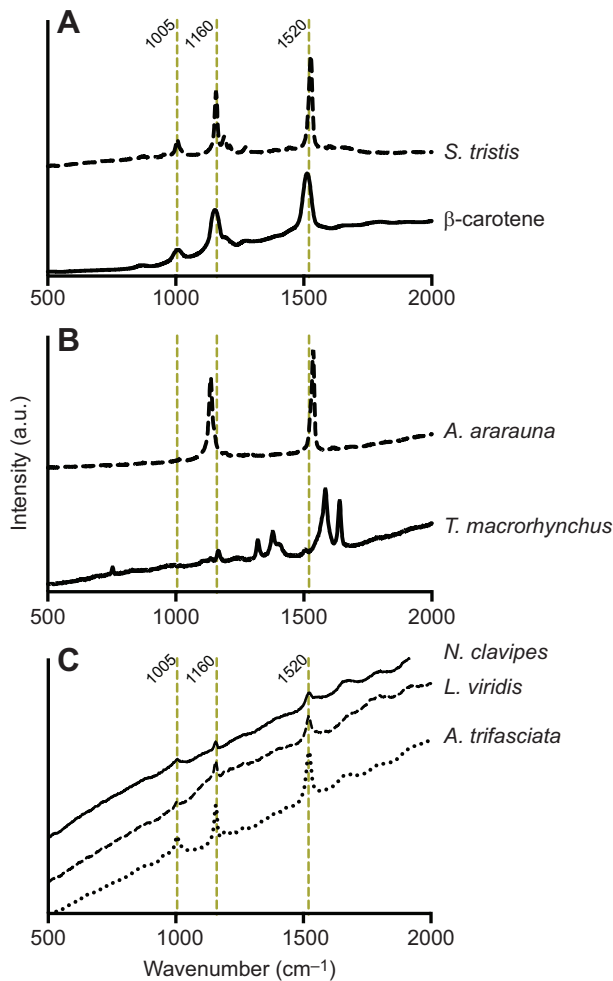 A
1005
1160
1520
S. tristis
β-carotene
500
1000
1500
2000
B
A. ararauna
T. macrorhynchus
Intensity (a.u.)
500
1000
1500
2000
C
1005
1160
1520
N. clavipes
L. viridis
A. trifasciata
500
1000
1500
2000
Wavenumber (cm⁻¹)